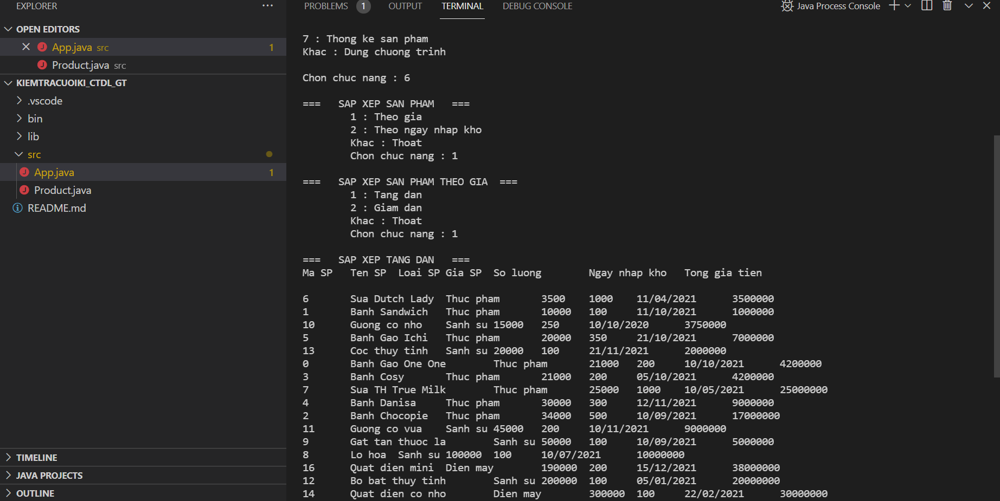 EXPLORER
OPEN EDITORS
App.java src 1
Product.java src
KIEMTRACUOIKI_CTDL_GT
.vscode
bin
lib
src
App.java 1
Product.java
README.md
TIMELINE
JAVA PROJECTS
OUTLINE
PROBLEMS 1 OUTPUT TERMINAL DEBUG CONSOLE Java Process Console
7 : Thong ke san pham
Khac : Dung chuong trinh
Chon chuc nang : 6
=== SAP XEP SAN PHAM ===
1 : Theo gia
2 : Theo ngay nhap kho
Khac : Thoat
Chon chuc nang : 1
=== SAP XEP SAN PHAM THEO GIA ===
1 : Tang dan
2 : Giam dan
Khac : Thoat
Chon chuc nang : 1
=== SAP XEP TANG DAN ===
Ma SP Ten SP Loai SP Gia SP So luong Ngay nhap kho Tong gia tien
6 Sua Dutch Lady Thuc pham 3500 1000 11/04/2021 3500000
1 Banh Sandwich Thuc pham 10000 100 11/10/2021 1000000
10 Guong co nho Sanh su 15000 250 10/10/2020 3750000
5 Banh Gao Ichi Thuc pham 20000 350 21/10/2021 7000000
13 Coc thuy tinh Sanh su 20000 100 21/11/2021 2000000
0 Banh Gao One One Thuc pham 21000 200 10/10/2021 4200000
3 Banh Cosy Thuc pham 21000 200 05/10/2021 4200000
7 Sua TH True Milk Thuc pham 25000 1000 10/05/2021 25000000
4 Banh Danisa Thuc pham 30000 300 12/11/2021 9000000
2 Banh Chocopie Thuc pham 34000 500 10/09/2021 17000000
11 Guong co vua Sanh su 45000 200 10/11/2021 9000000
9 Gat tan thuoc la Sanh su 50000 100 10/09/2021 5000000
8 Lo hoa Sanh su 100000 100 10/07/2021 10000000
16 Quat dien mini Dien may 190000 200 15/12/2021 38000000
12 Bo bat thuy tinh Sanh su 200000 100 05/01/2021 20000000
14 Quat dien co nho Dien may 300000 100 22/02/2021 30000000